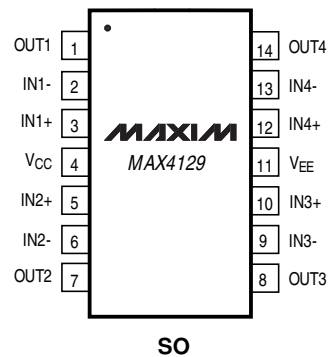 OUT1 1 14 OUT4
IN1- 2 13 IN4-
IN1+ 3 12 IN4+
MAXIM
VCC 4 MAX4129 11 VEE
IN2+ 5 10 IN3+
IN2- 6 9 IN3-
OUT2 7 8 OUT3
SO